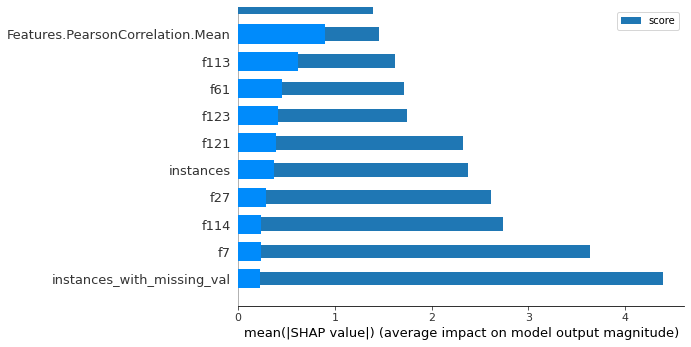 score
Features.PearsonCorrelation.Mean
f113
f61
f123
f121
instances
f27
f114
f7
instances_with_missing_val
0 1 2 3 4
mean(|SHAP value|) (average impact on model output magnitude)